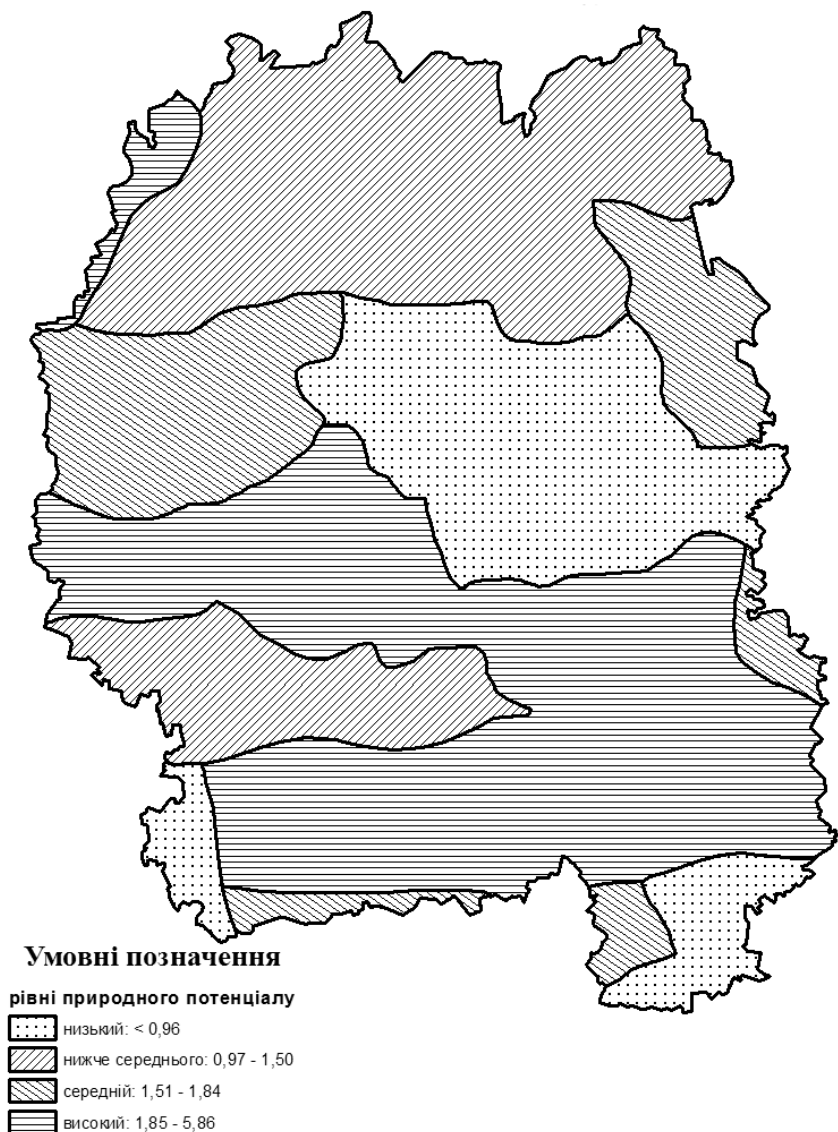 Умовні позначення
рівні природного потенціалу
низький: < 0,96
нижче середнього: 0,97 - 1,50
середній: 1,51 - 1,84
високий: 1,85 - 5,86